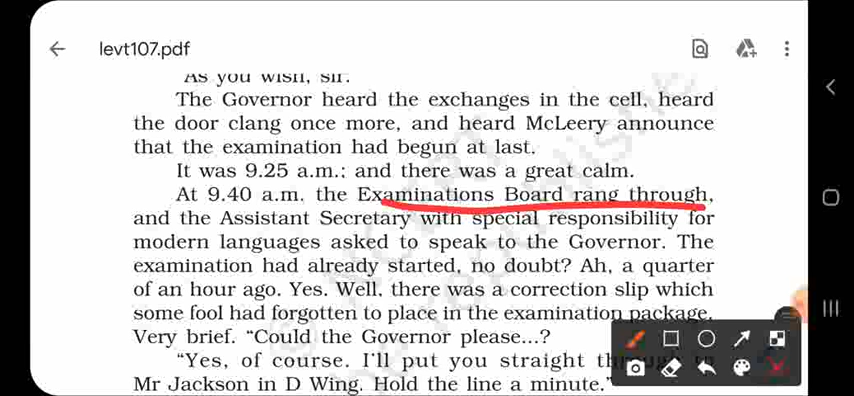 levt107.pdf
"As you wish, sir."
The Governor heard the exchanges in the cell, heard
the door clang once more, and heard McLeery announce
that the examination had begun at last.
It was 9.25 a.m.; and there was a great calm.
At 9.40 a.m. the Examinations Board rang through,
and the Assistant Secretary with special responsibility for
modern languages asked to speak to the Governor. The
examination had already started, no doubt? Ah, a quarter
of an hour ago. Yes. Well, there was a correction slip which
some fool had forgotten to place in the examination package.
Very brief. "Could the Governor please...?
"Yes, of course. I'll put you straight
Mr Jackson in D Wing. Hold the line a minute."